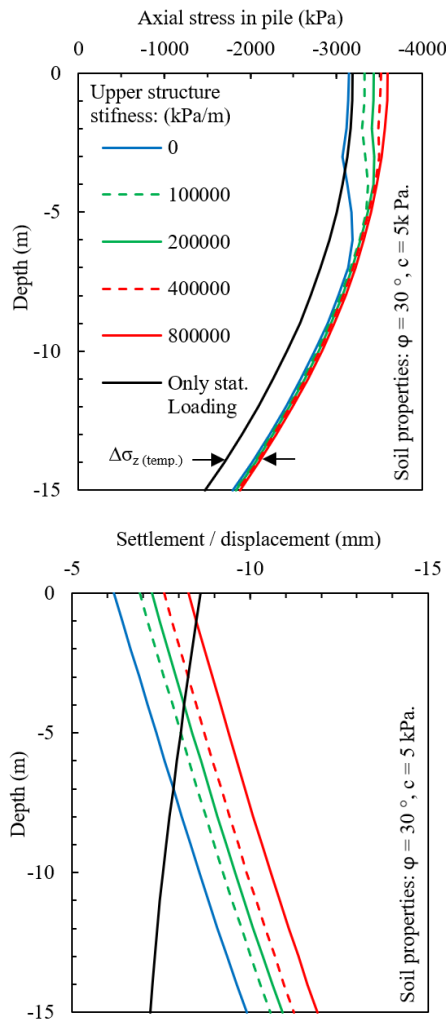 Axial stress in pile (kPa)
0 -1000 -2000 -3000 -4000
0
Upper structure
stifness: (kPa/m)
0
100000
200000
400000
800000
Only stat.
Loading
-5
-10
-15
Depth (m)
Δσz (temp.)
Soil properties: φ = 30 °, c = 5k Pa.
Settlement / displacement (mm)
-5 -10 -15
0
-5
-10
-15
Depth (m)
Soil properties: φ = 30 °, c = 5 kPa.